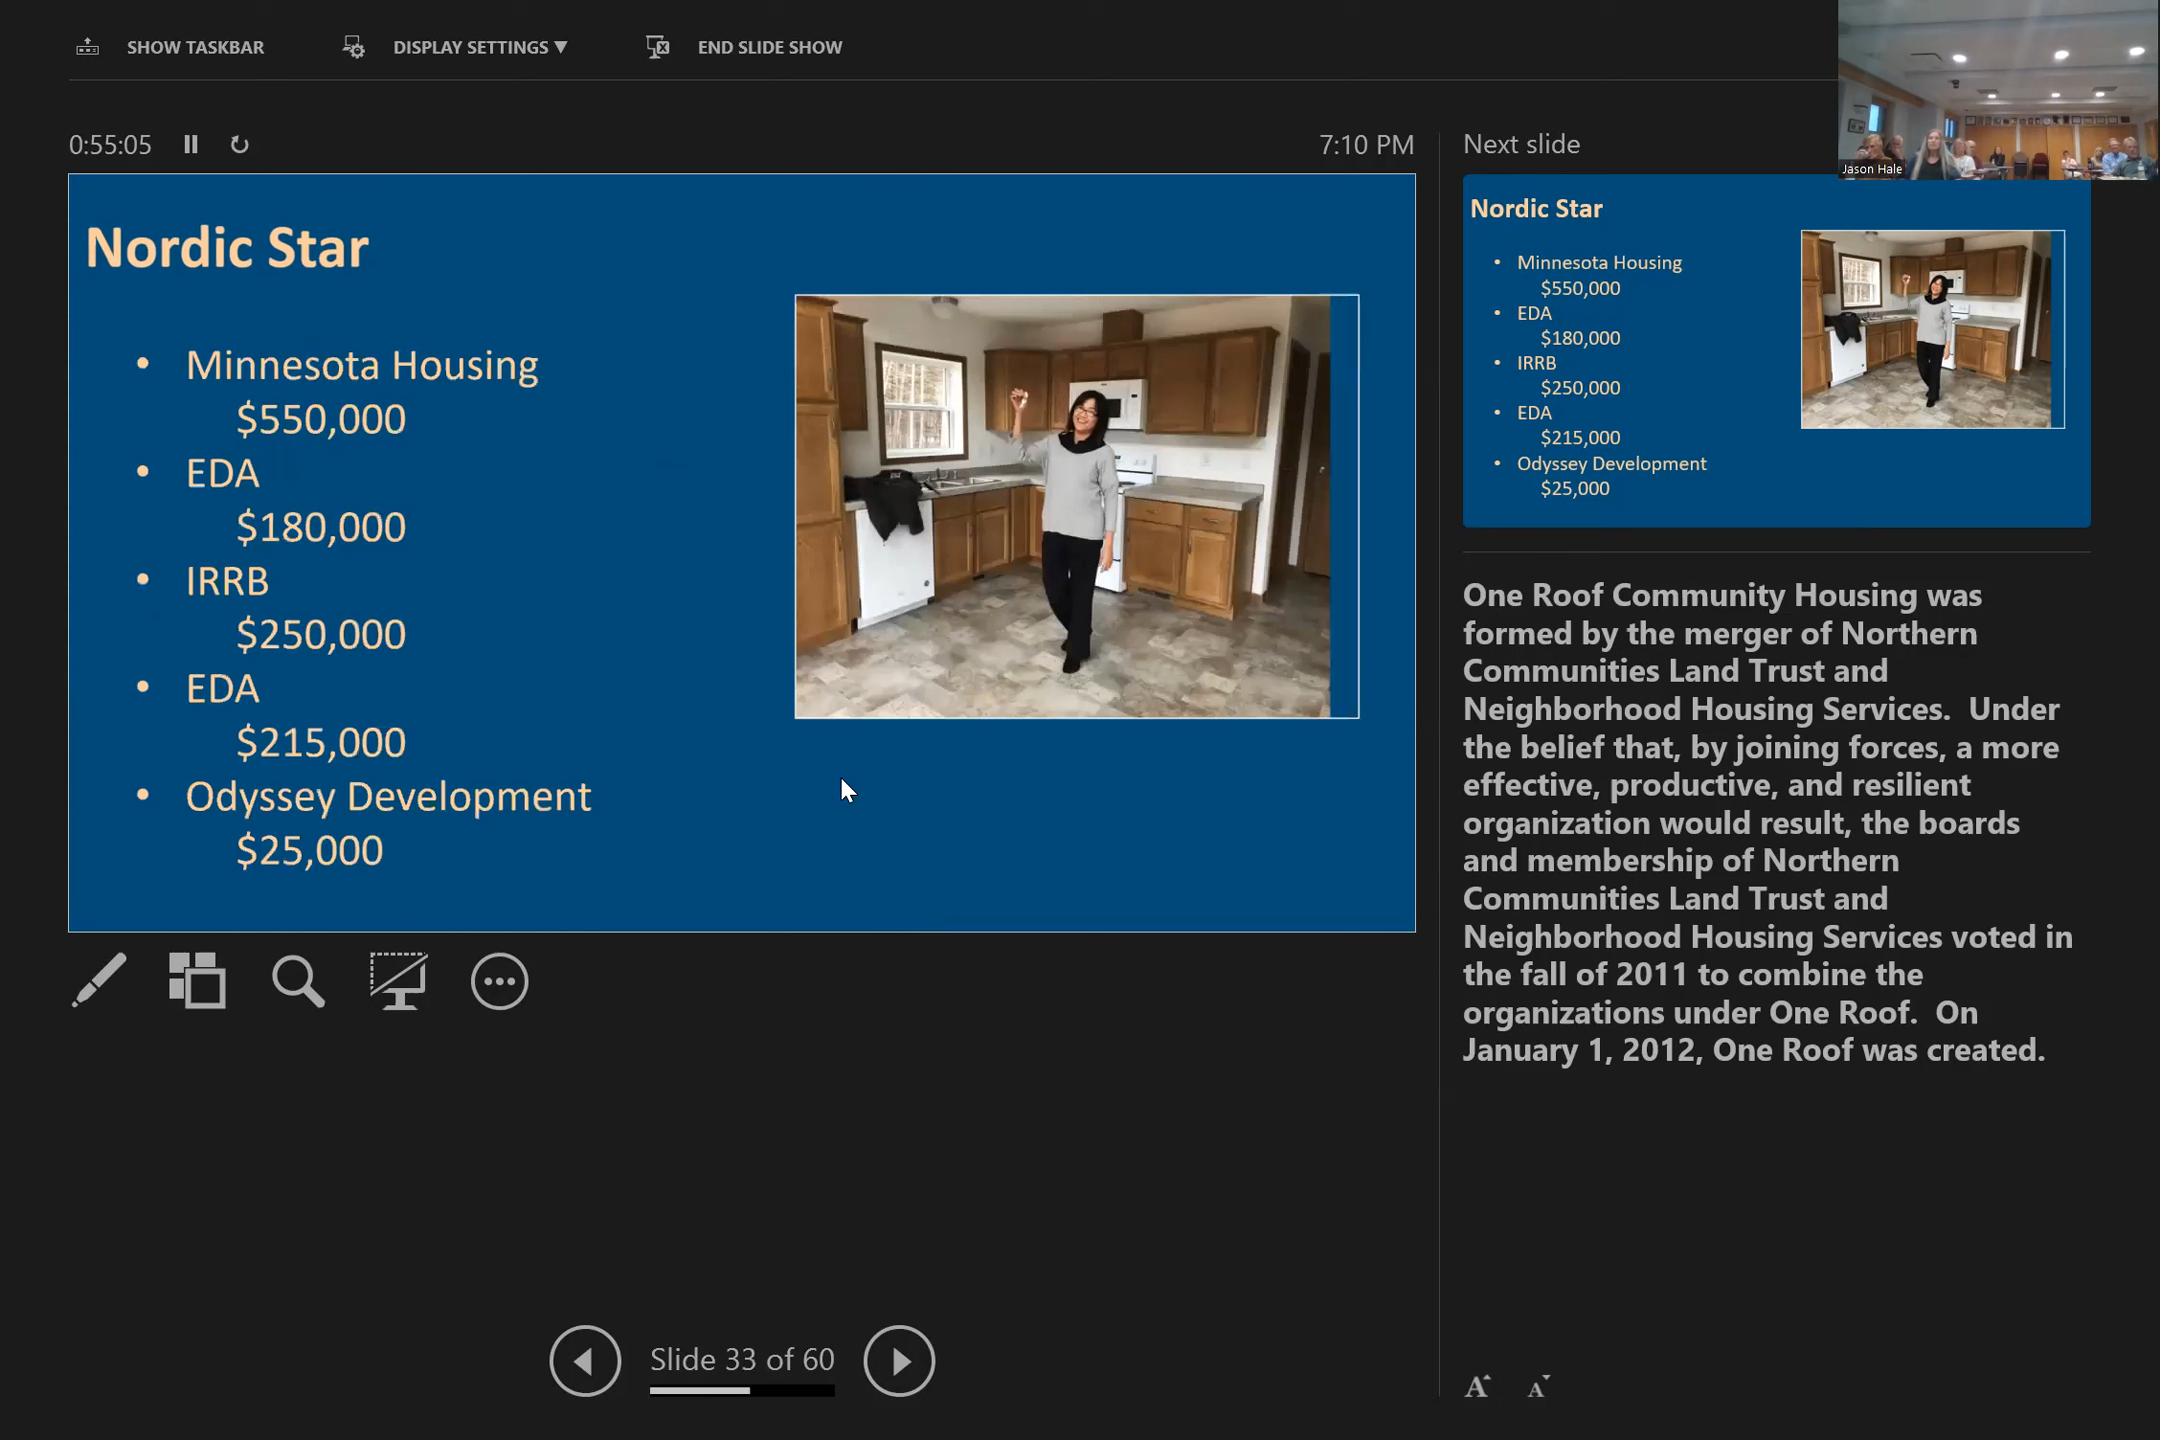 SHOW TASKBAR
DISPLAY SETTINGS ▼
END SLIDE SHOW
0:55:05
7:10 PM
Nordic Star
• Minnesota Housing
$550,000
• EDA
$180,000
• IRRB
$250,000
• EDA
$215,000
• Odyssey Development
$25,000
Slide 33 of 60
Next slide
Jason Hale
Nordic Star
• Minnesota Housing
$550,000
• EDA
$180,000
• IRRB
$250,000
• EDA
$215,000
• Odyssey Development
$25,000
One Roof Community Housing was
formed by the merger of Northern
Communities Land Trust and
Neighborhood Housing Services.  Under
the belief that, by joining forces, a more
effective, productive, and resilient
organization would result, the boards
and membership of Northern
Communities Land Trust and
Neighborhood Housing Services voted in
the fall of 2011 to combine the
organizations under One Roof.  On
January 1, 2012, One Roof was created.
A A